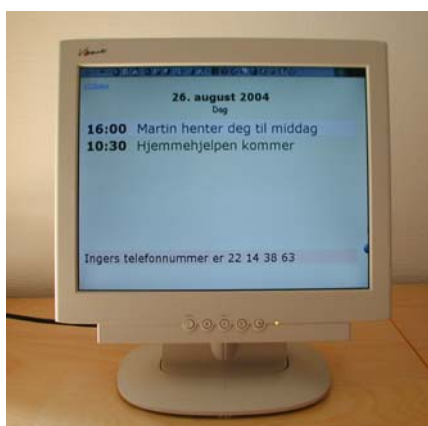 26. august 2004
Dag
16:00 Martin henter deg til middag
10:30 Hjemmehjelpen kommer
Ingers telefonnummer er 22 14 38 63